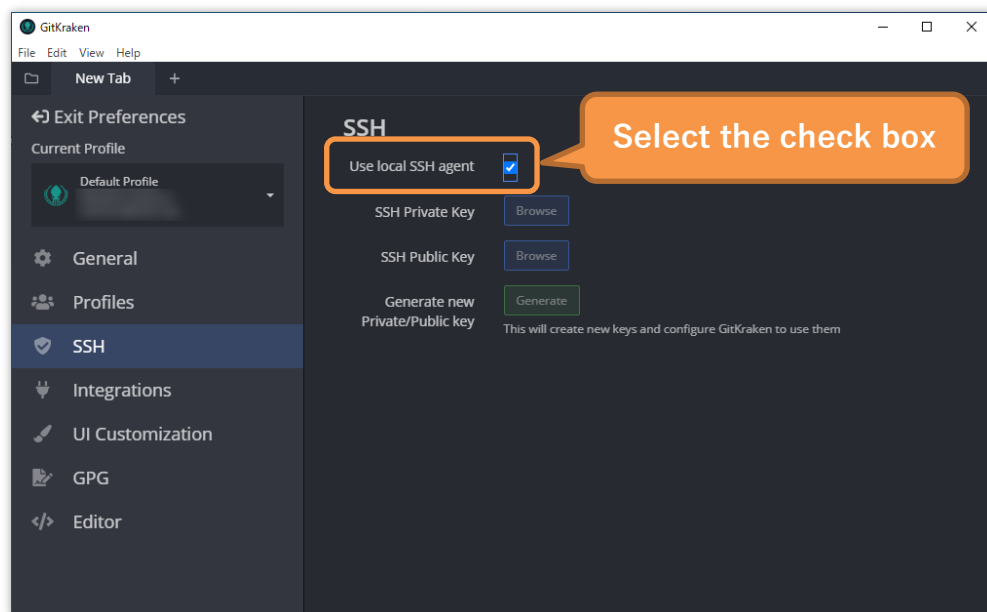 GitKraken
File Edit View Help
New Tab +
Exit Preferences
Current Profile
Default Profile
General
Profiles
SSH
Integrations
UI Customization
GPG
</> Editor
SSH
Use local SSH agent
Select the check box
SSH Private Key Browse
SSH Public Key Browse
Generate new
Private/Public key
Generate
This will create new keys and configure GitKraken to use them